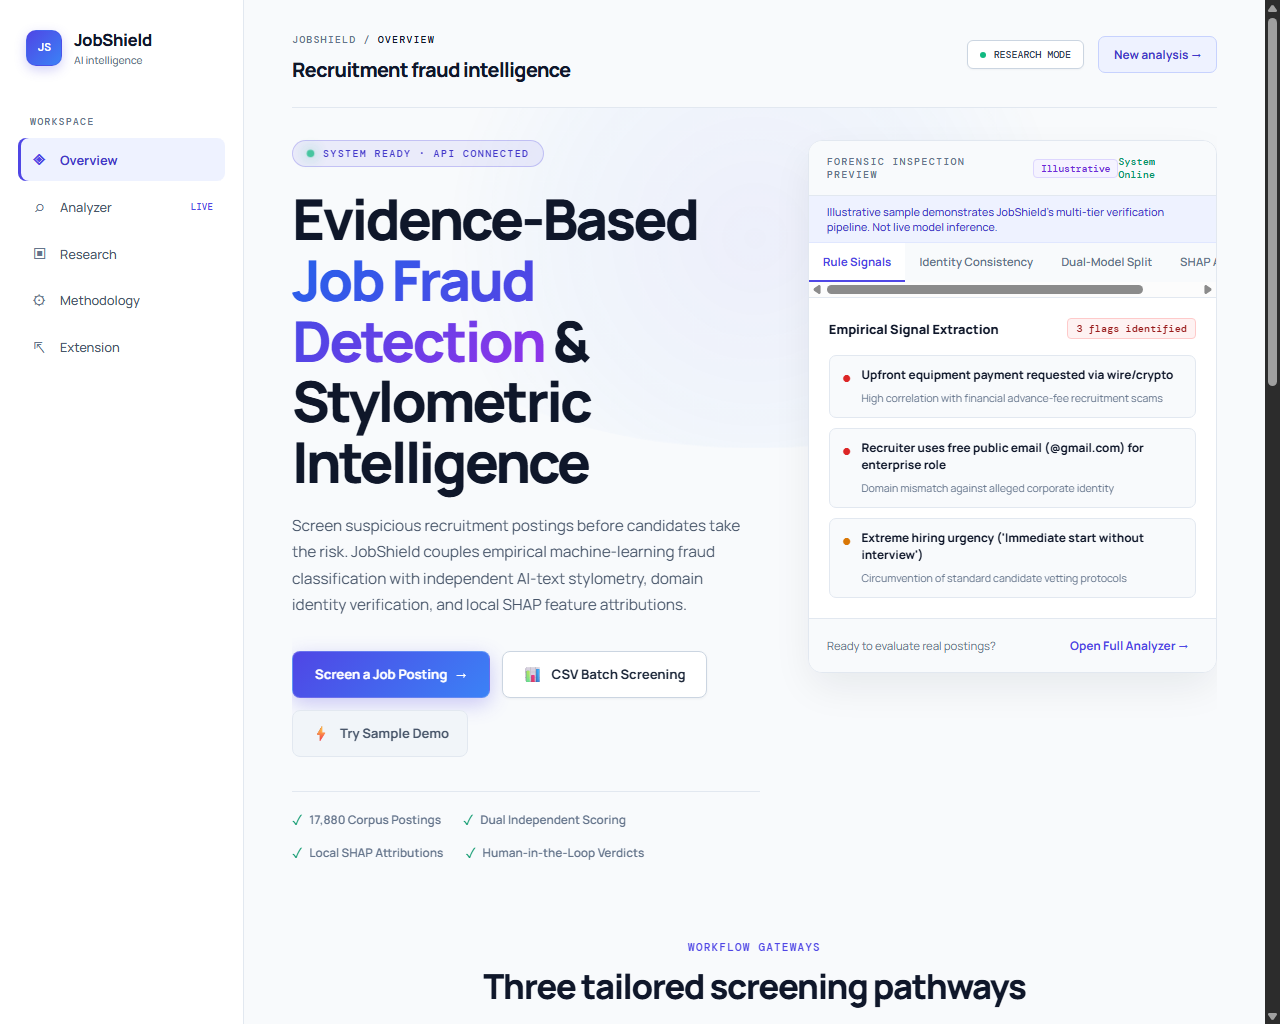 JS
JobShield
AI intelligence
WORKSPACE
Overview
Analyzer LIVE
Research
Methodology
Extension
JOBSHIELD / OVERVIEW
Recruitment fraud intelligence
RESEARCH MODE
New analysis →
SYSTEM READY · API CONNECTED
Evidence-Based
Job Fraud
Detection &
Stylometric
Intelligence
Screen suspicious recruitment postings before candidates take
the risk. JobShield couples empirical machine-learning fraud
classification with independent AI-text stylometry, domain
identity verification, and local SHAP feature attributions.
Screen a Job Posting →
CSV Batch Screening
Try Sample Demo
✓ 17,880 Corpus Postings ✓ Dual Independent Scoring
✓ Local SHAP Attributions ✓ Human-in-the-Loop Verdicts
FORENSIC INSPECTION
PREVIEW
Illustrative
System
Online
Illustrative sample demonstrates JobShield's multi-tier verification
pipeline. Not live model inference.
Rule Signals Identity Consistency Dual-Model Split SHAP
Empirical Signal Extraction
3 flags identified
Upfront equipment payment requested via wire/crypto
High correlation with financial advance-fee recruitment scams
Recruiter uses free public email (@gmail.com) for
enterprise role
Domain mismatch against alleged corporate identity
Extreme hiring urgency ('Immediate start without
interview')
Circumvention of standard candidate vetting protocols
Ready to evaluate real postings?
Open Full Analyzer →
WORKFLOW GATEWAYS
Three tailored screening pathways